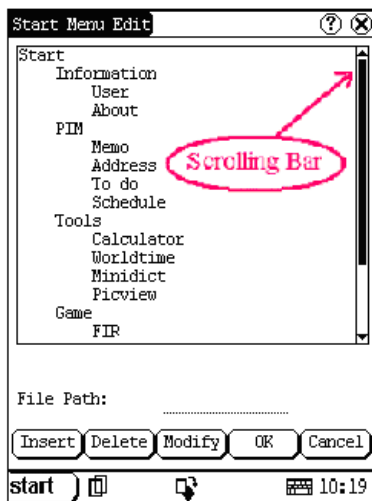 Start Menu Edit ?
Start
Information
User
About
PIM
Memo
Address
To do
Schedule
Scrolling Bar
Tools
Calculator
Worldtime
Minidict
Picview
Game
FIR
File Path:
Insert Delete Modify OK Cancel
start 10:19